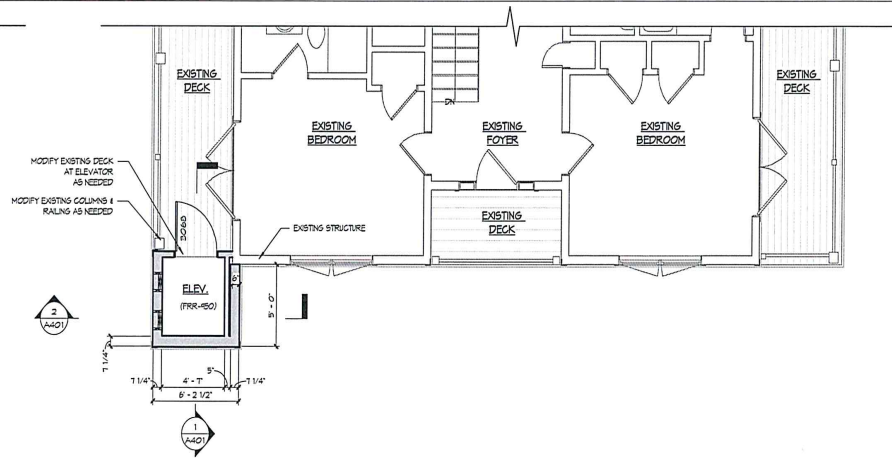 EXISTING
DECK
EXISTING
BEDROOM
EXISTING
FOYER
DN
EXISTING
BEDROOM
EXISTING
DECK
MODIFY EXISTING DECK
AT ELEVATOR
AS NEEDED
MODIFY EXISTING COLUMNS &
RAILING AS NEEDED
3068
EXISTING STRUCTURE
EXISTING
DECK
ELEV.
(FRR-950)
6"
5' - 0"
2
A401
7 1/4"
7 1/4"
4' - 7"
5"
7 1/4"
6' - 2 1/2"
1
A401